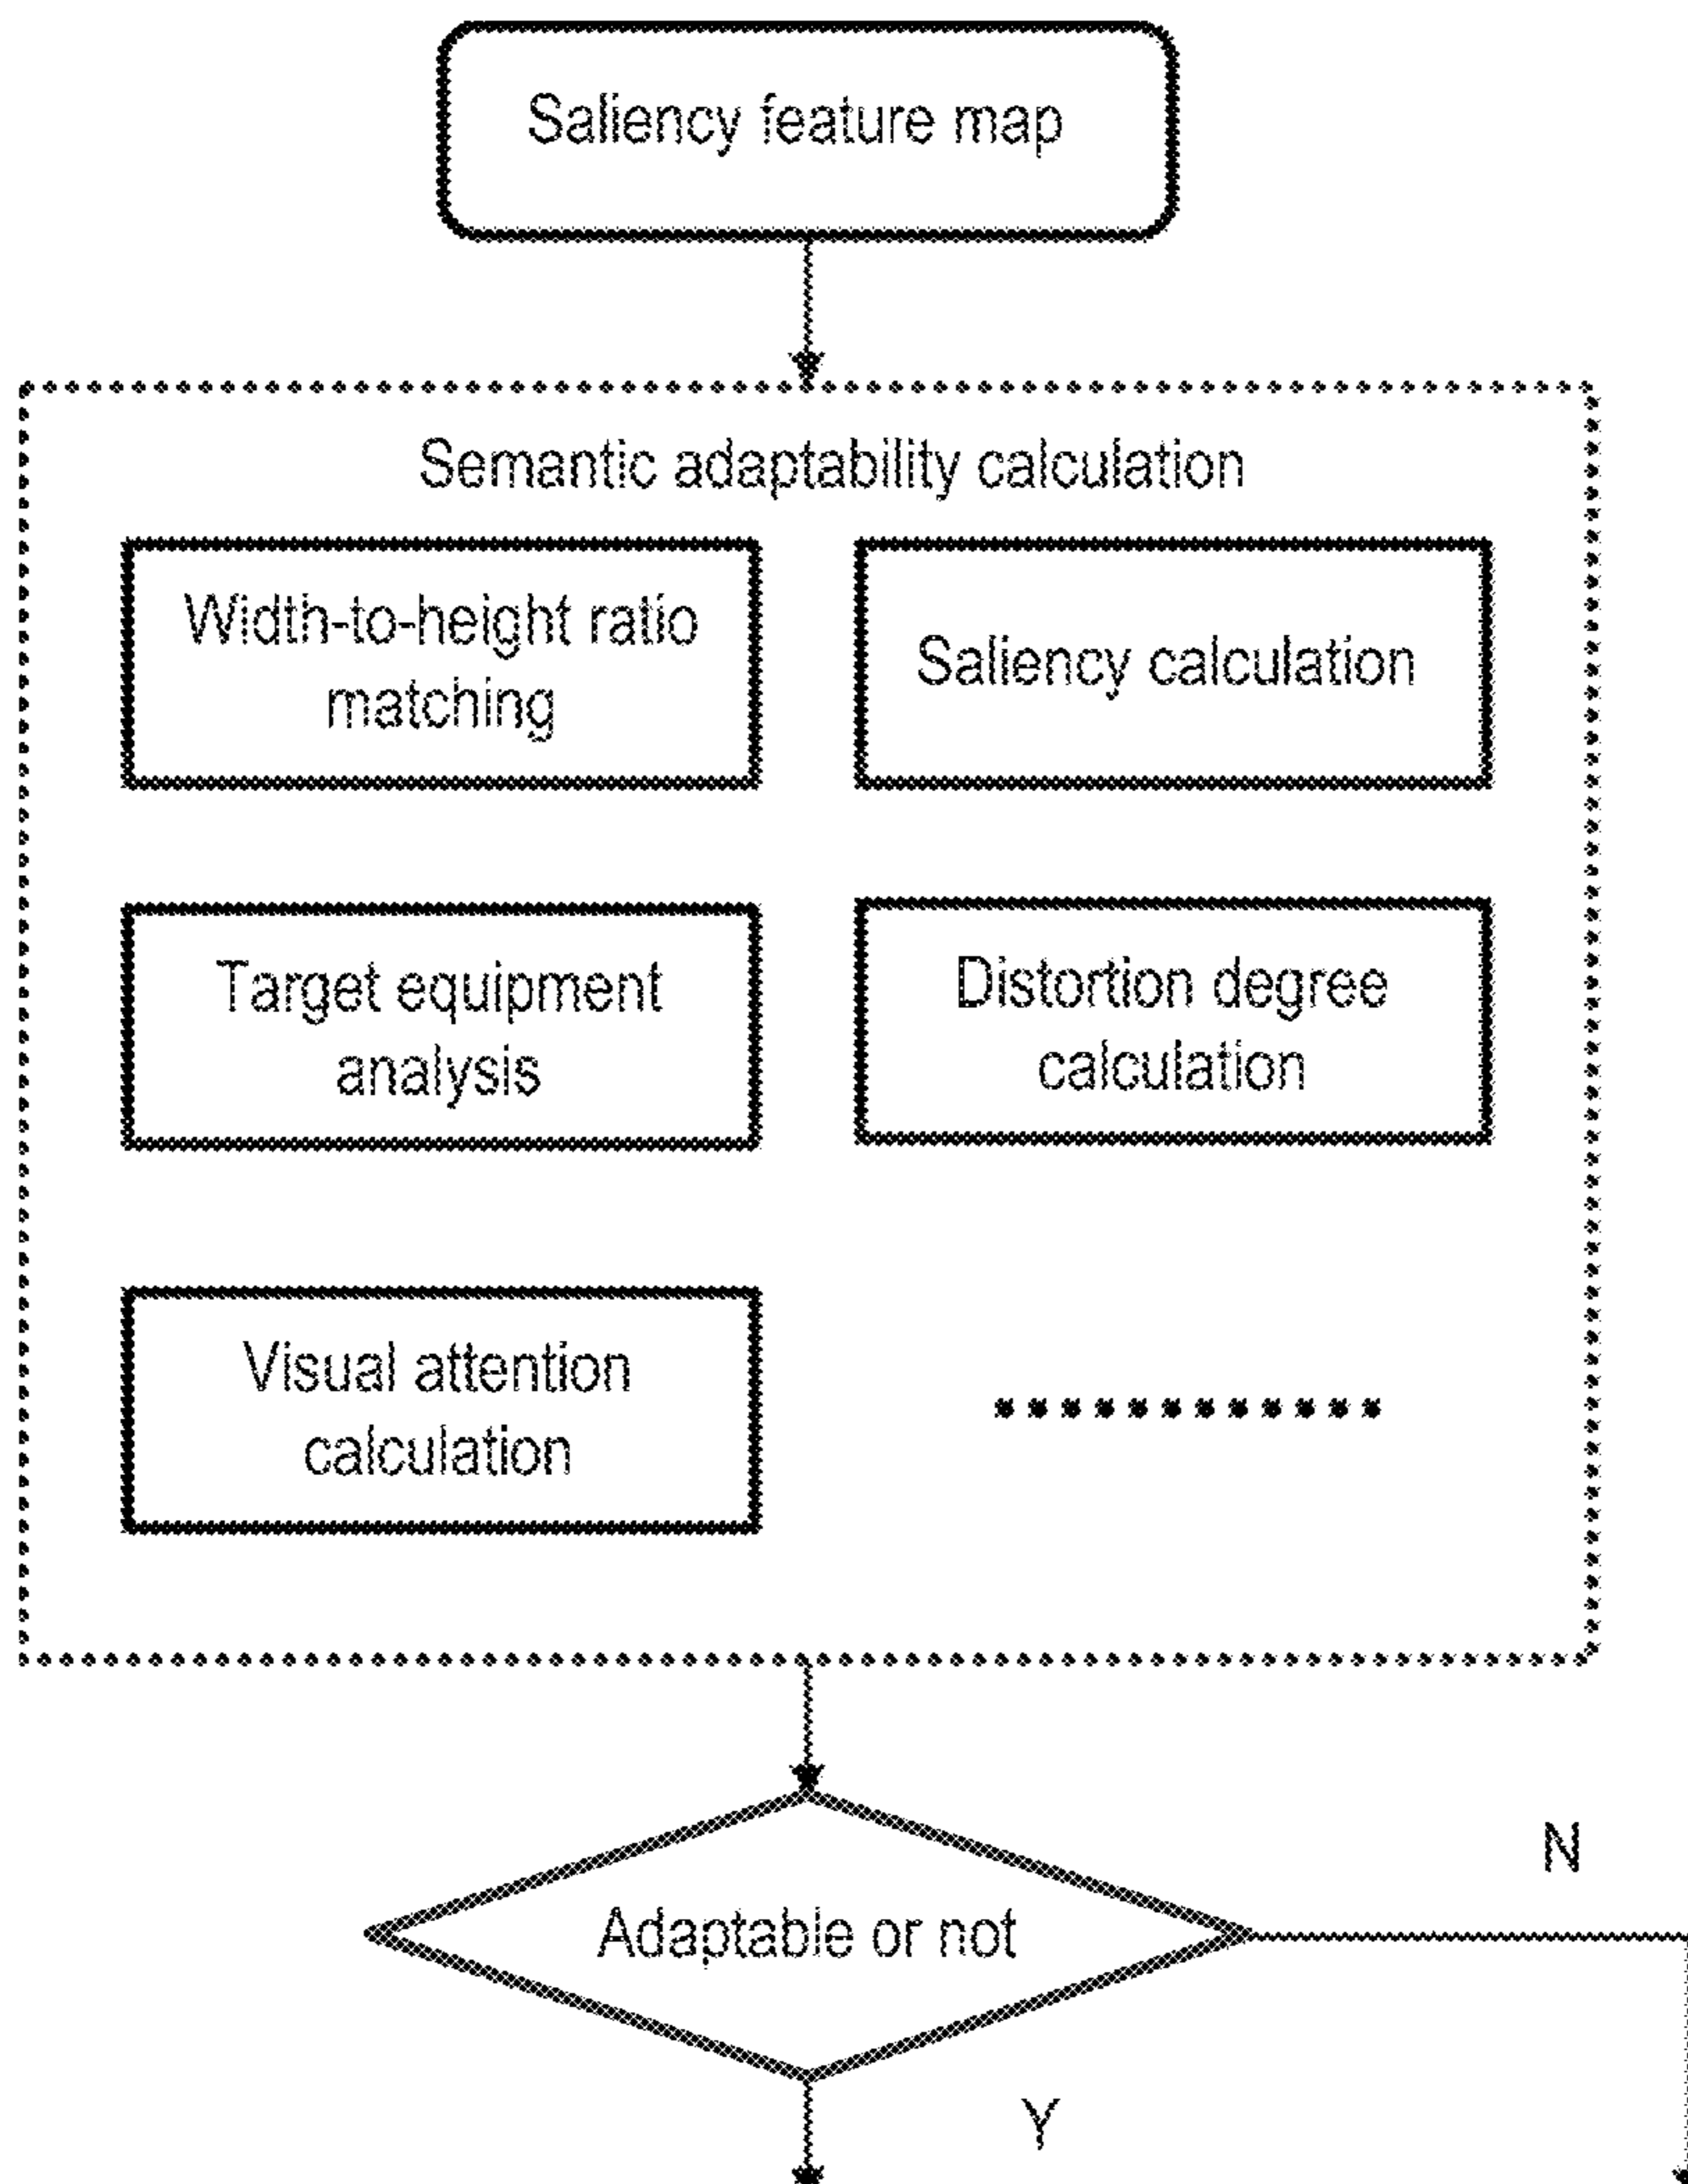 Saliency feature map
Semantic adaptability calculation
Width-to-height ratio
matching
Saliency calculation
Target equipment
analysis
Distortion degree
calculation
Visual attention
calculation
............
Adaptable or not
N
Y